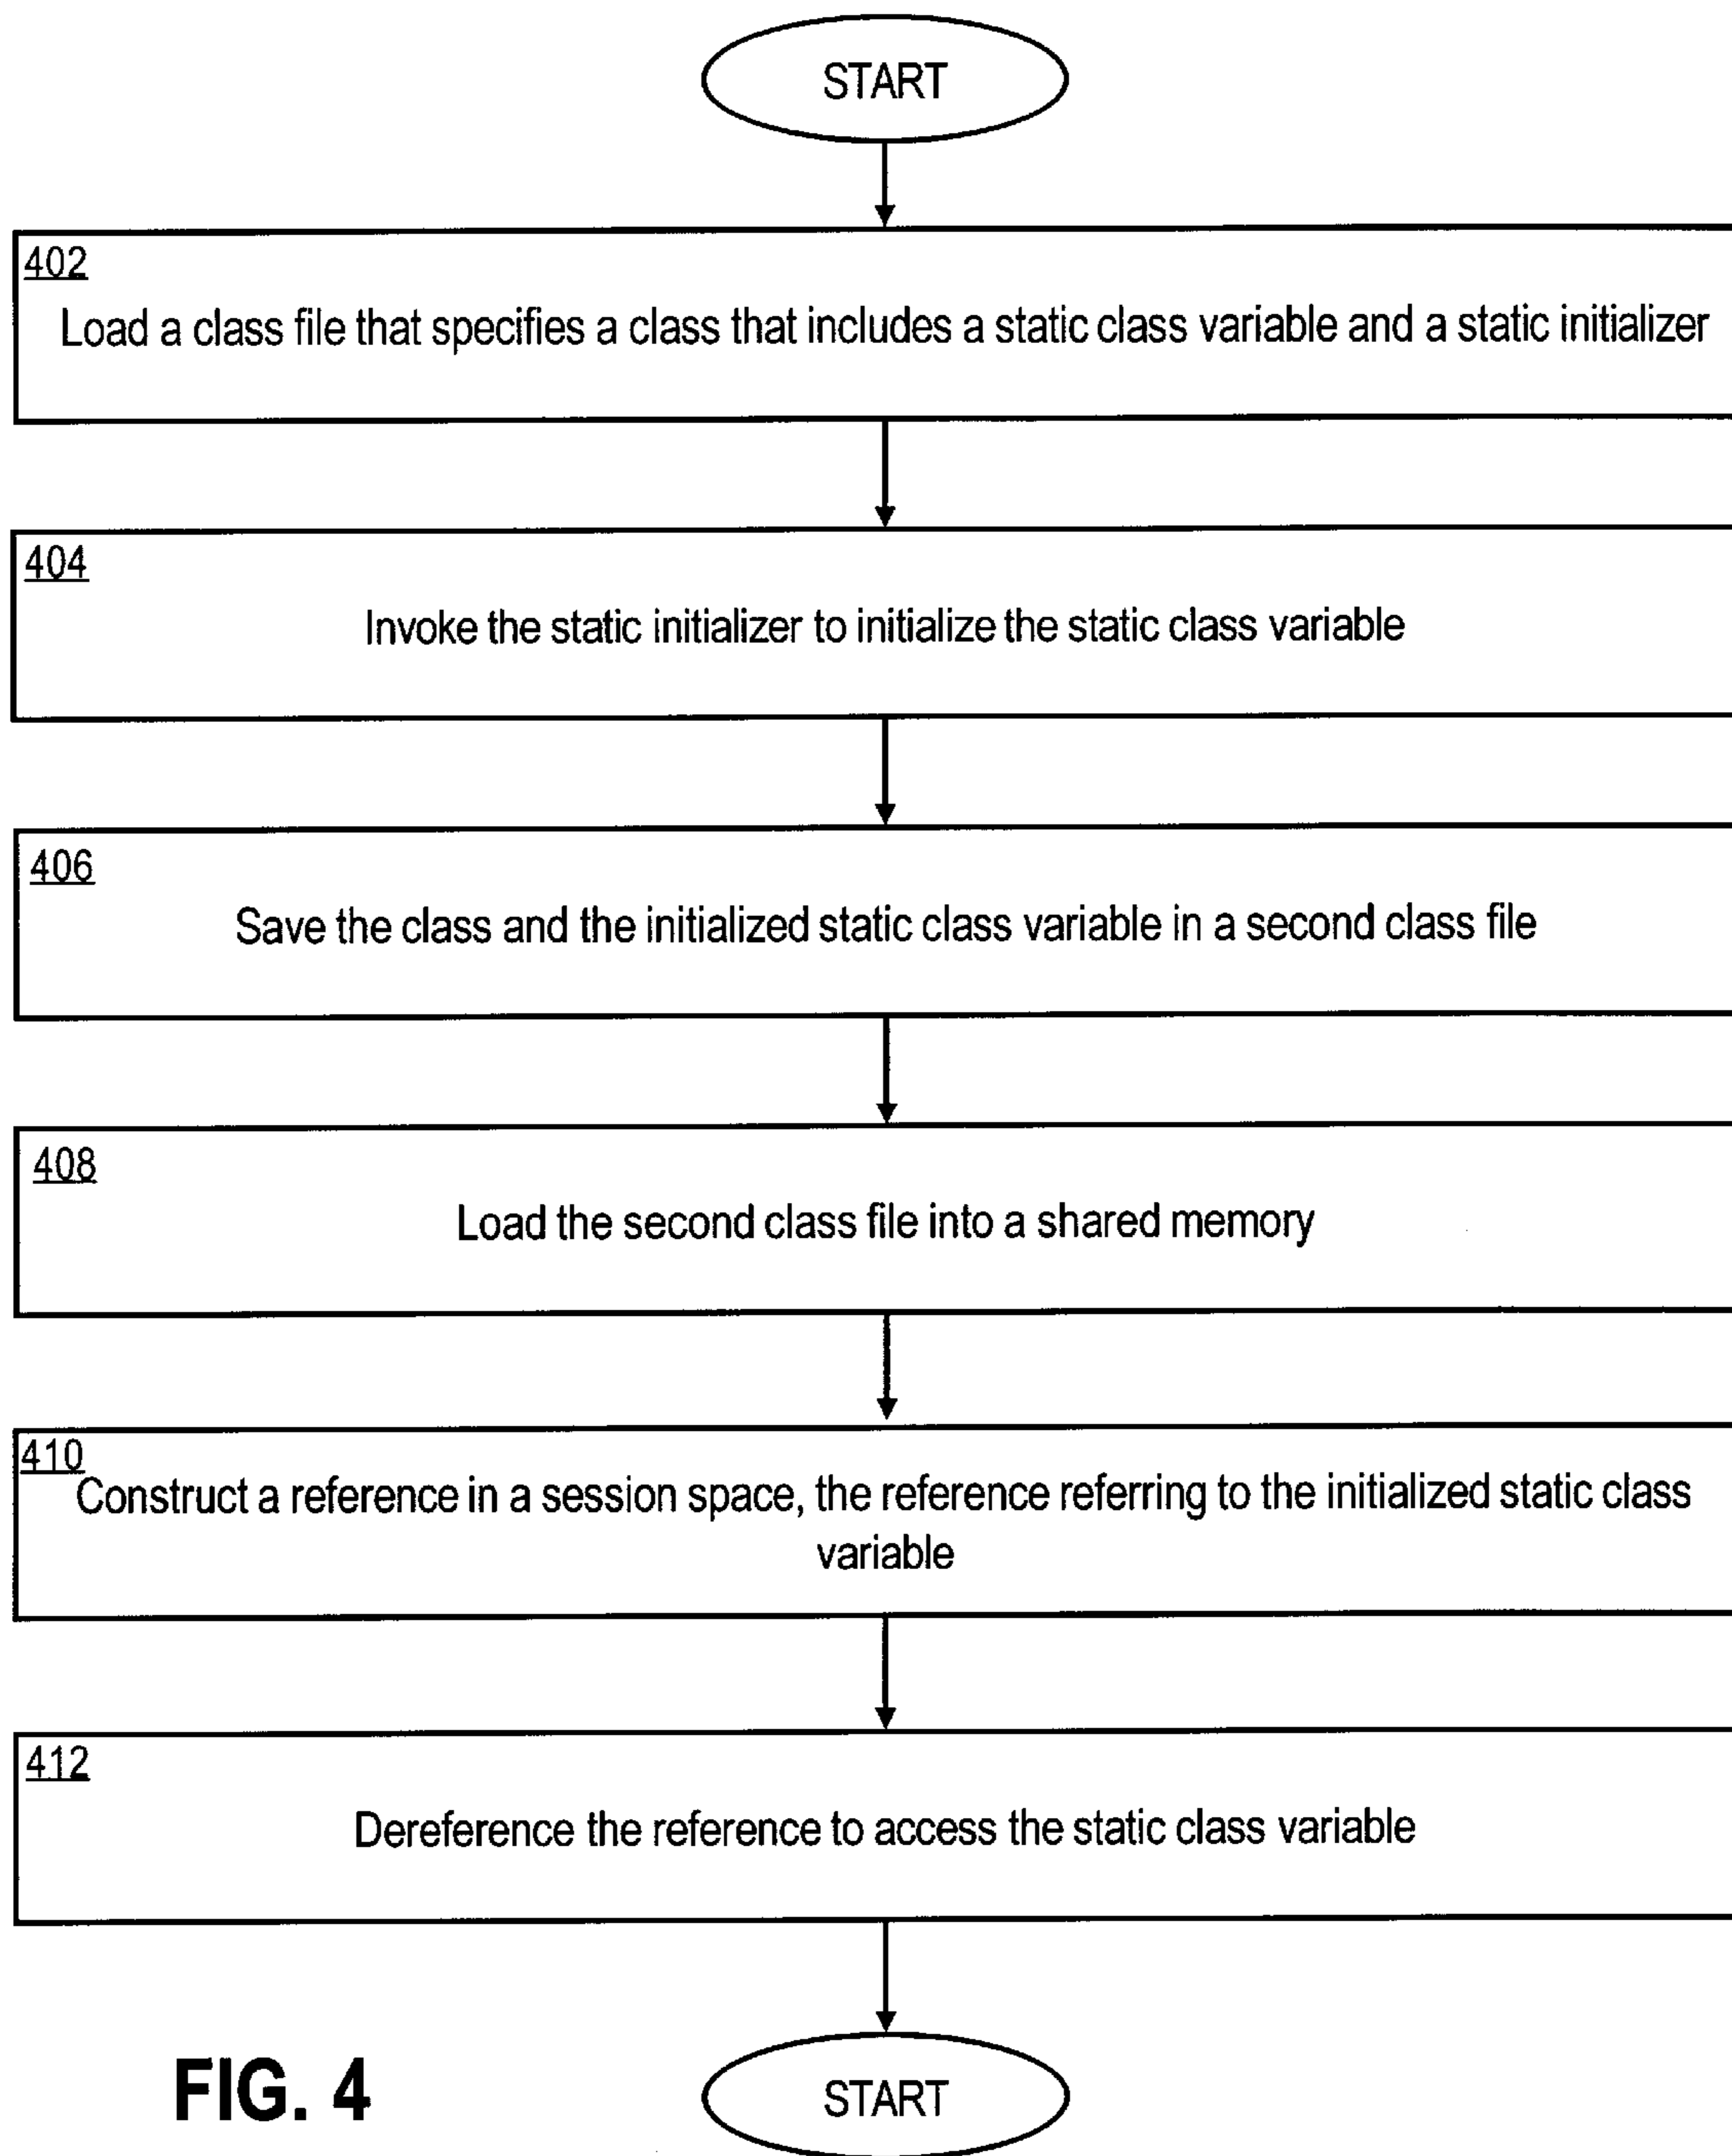 START
402
Load a class file that specifies a class that includes a static class variable and a static initializer
404
Invoke the static initializer to initialize the static class variable
406
Save the class and the initialized static class variable in a second class file
408
Load the second class file into a shared memory
410
Construct a reference in a session space, the reference referring to the initialized static class
variable
412
Dereference the reference to access the static class variable
FIG. 4
START